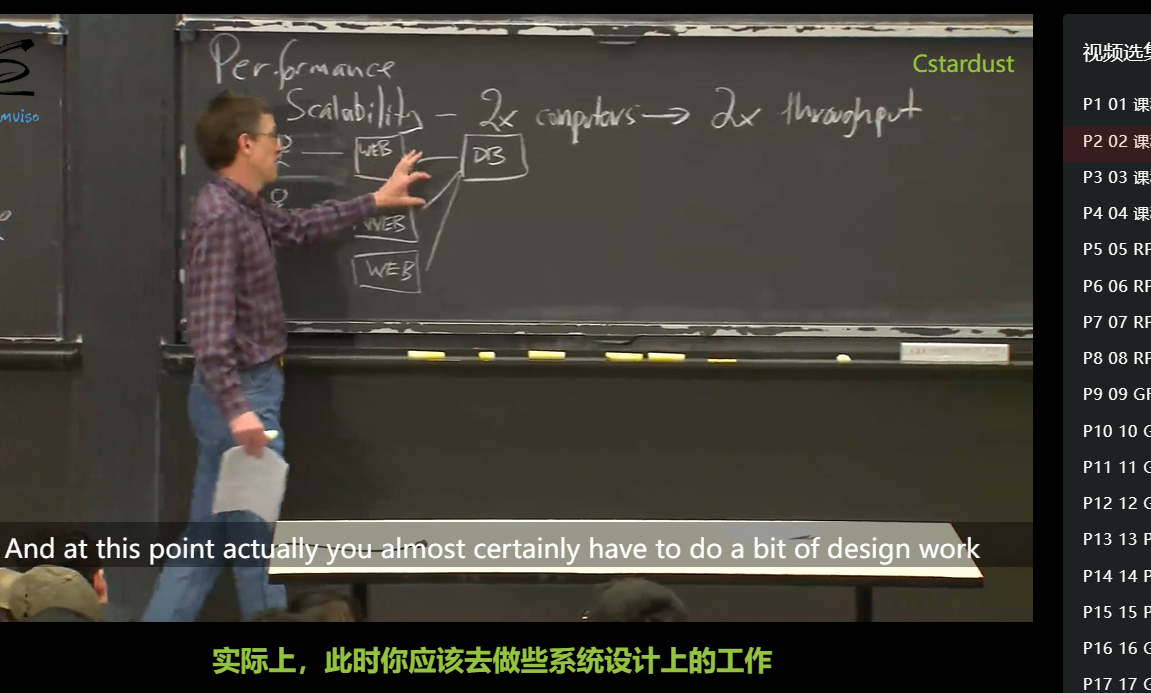 Performance
Cstardust
Scalability - 2x computers → 2x throughput
WEB
DB
WEB
WEB
And at this point actually you almost certainly have to do a bit of design work
实际上，此时你应该去做些系统设计上的工作
视频选集
P1 01 课
P2 02 课
P3 03 课
P4 04 课
P5 05 RP
P6 06 RP
P7 07 RP
P8 08 RP
P9 09 GF
P10 10 G
P11 11 G
P12 12 G
P13 13 P
P14 14 P
P15 15 P
P16 16 G
P17 17 G